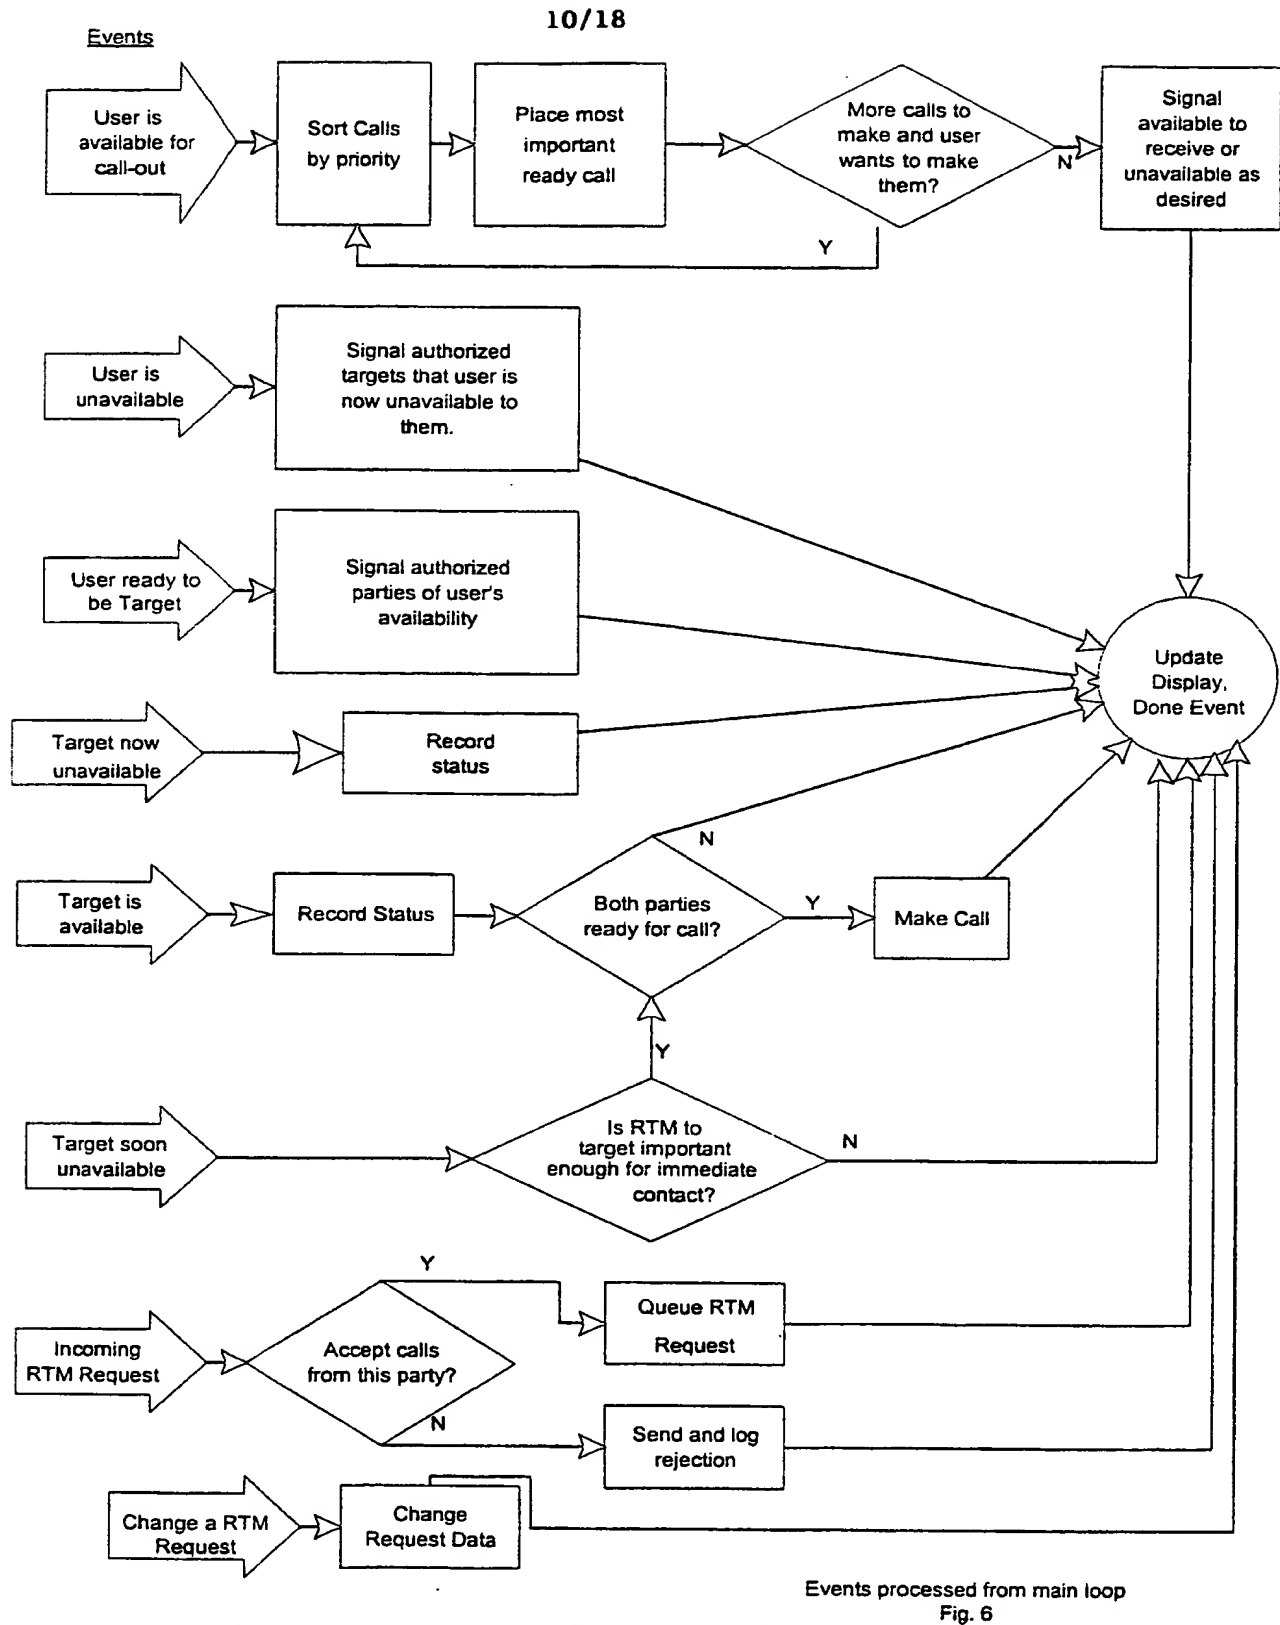 10/18
Events
User is
available for
call-out
Sort Calls
by priority
Place most
important
ready call
More calls to
make and user
wants to make
them?
N
Signal
available to
receive or
unavailable as
desired
Y
User is
unavailable
Signal authorized
targets that user is
now unavailable to
them.
User ready to
be Target
Signal authorized
parties of user's
availability
Update
Display,
Done Event
Target now
unavailable
Record
status
N
Target is
available
Record Status
Both parties
ready for call?
Y
Make Call
Y
Target soon
unavailable
Is RTM to
target important
enough for immediate
contact?
N
Y
Incoming
RTM Request
Accept calls
from this party?
Queue RTM
Request
N
Send and log
rejection
Change a RTM
Request
Change
Request Data
Events processed from main loop
Fig. 6